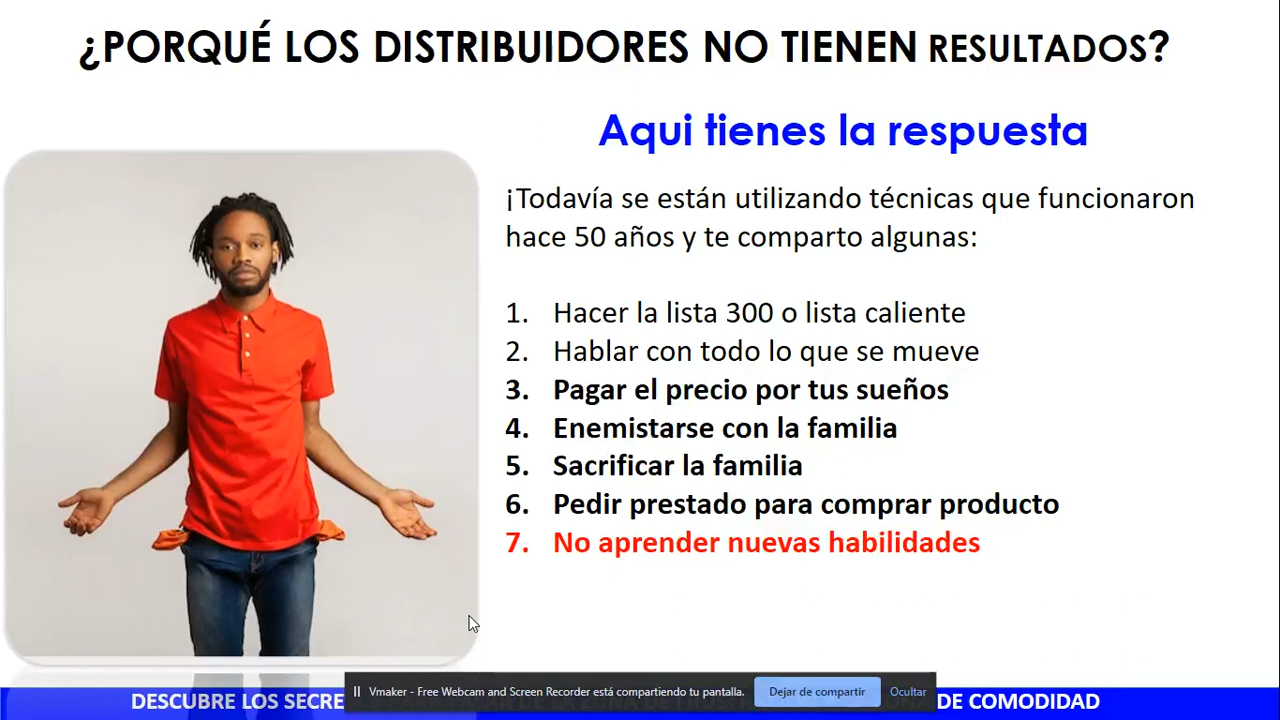 ¿PORQUÉ LOS DISTRIBUIDORES NO TIENEN RESULTADOS?
Aqui tienes la respuesta
¡Todavía se están utilizando técnicas que funcionaron
hace 50 años y te comparto algunas:
1. Hacer la lista 300 o lista caliente
2. Hablar con todo lo que se mueve
3. Pagar el precio por tus sueños
4. Enemistarse con la familia
5. Sacrificar la familia
6. Pedir prestado para comprar producto
7. No aprender nuevas habilidades
Vmaker - Free Webcam and Screen Recorder está compartiendo tu pantalla. Dejar de compartir Ocultar
DESCUBRE LOS DE COMODIDAD